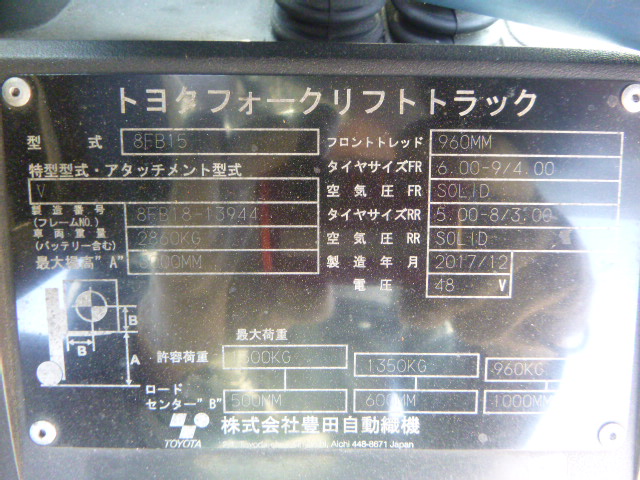 トヨタフォークリフトトラック
型 式 8FB15 フロントトレッド 960MM
特型型式・アタッチメント型式 タイヤサイズFR 6.00-9/4.00
V 空気圧 FR SOLID
製造番号 (フレームNO.) 8FB18-13944 タイヤサイズRR 5.00-8/3.00
車両重量 (バッテリー含む) 2860KG 空気圧 RR SOLID
最大揚高"A" 製造年月 2017/12
電圧 48 V
B
B
A
最大荷重
許容荷重 1350KG 960KG
ロードセンター"B" 500MM 600MM 1000MM
TOYOTA 株式会社豊田自動織機
Aichi 448-8671 Japan